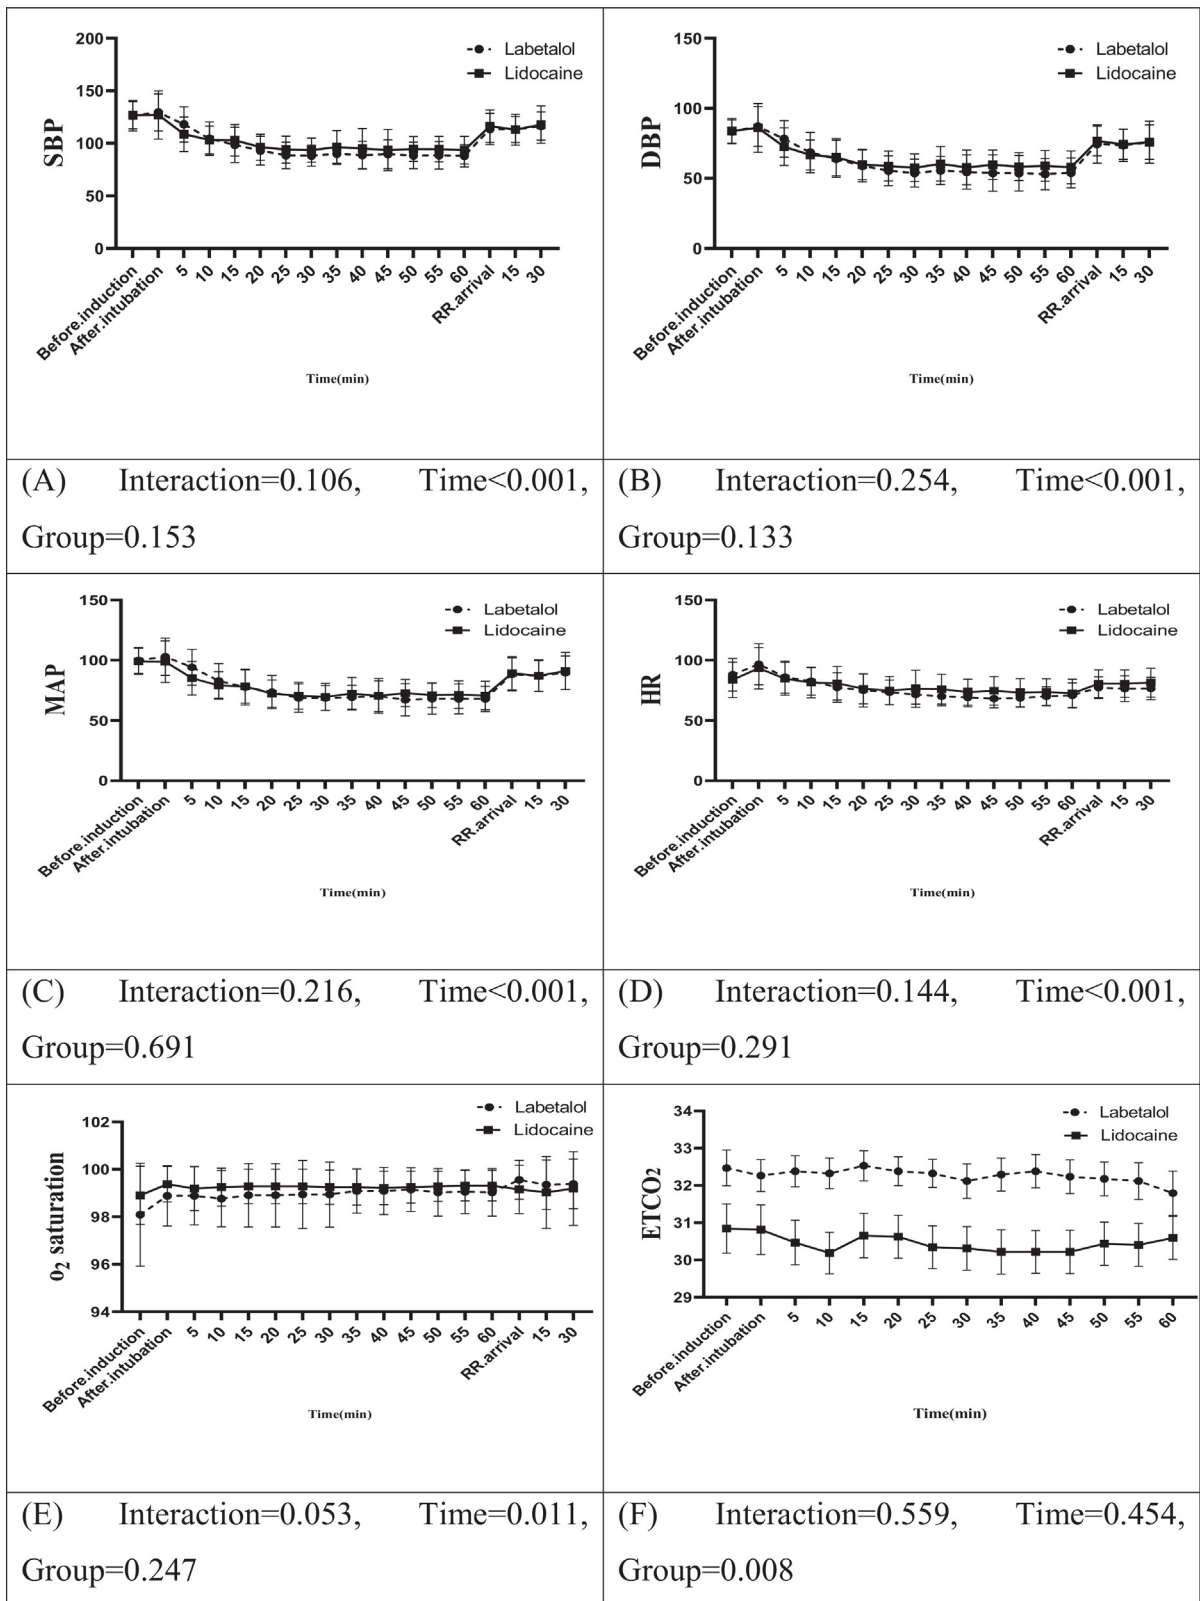 200
150
100
50
0
SBP
Labetalol
Lidocaine
Before.induction
After.intubation
5
10
15
20
25
30
35
40
45
50
55
60
RR.arrival
15
30
Time(min)
150
100
50
0
DBP
Labetalol
Lidocaine
Before.induction
After.intubation
5
10
15
20
25
30
35
40
45
50
55
60
RR.arrival
15
30
Time(min)
(A) Interaction=0.106, Time<0.001,
Group=0.153
(B) Interaction=0.254, Time<0.001,
Group=0.133
150
100
50
0
MAP
Labetalol
Lidocaine
Before.induction
After.intubation
5
10
15
20
25
30
35
40
45
50
55
60
RR.arrival
15
30
Time(min)
150
100
50
0
HR
Labetalol
Lidocaine
Before.induction
After.intubation
5
10
15
20
25
30
35
40
45
50
55
60
RR.arrival
15
30
Time(min)
(C) Interaction=0.216, Time<0.001,
Group=0.691
(D) Interaction=0.144, Time<0.001,
Group=0.291
102
100
98
96
94
o₂ saturation
Labetalol
Lidocaine
Before.induction
After.intubation
5
10
15
20
25
30
35
40
45
50
55
60
RR.arrival
15
30
Time(min)
34
33
32
31
30
29
ETCO₂
Labetalol
Lidocaine
Before.induction
After.intubation
5
10
15
20
25
30
35
40
45
50
55
60
Time(min)
(E) Interaction=0.053, Time=0.011,
Group=0.247
(F) Interaction=0.559, Time=0.454,
Group=0.008